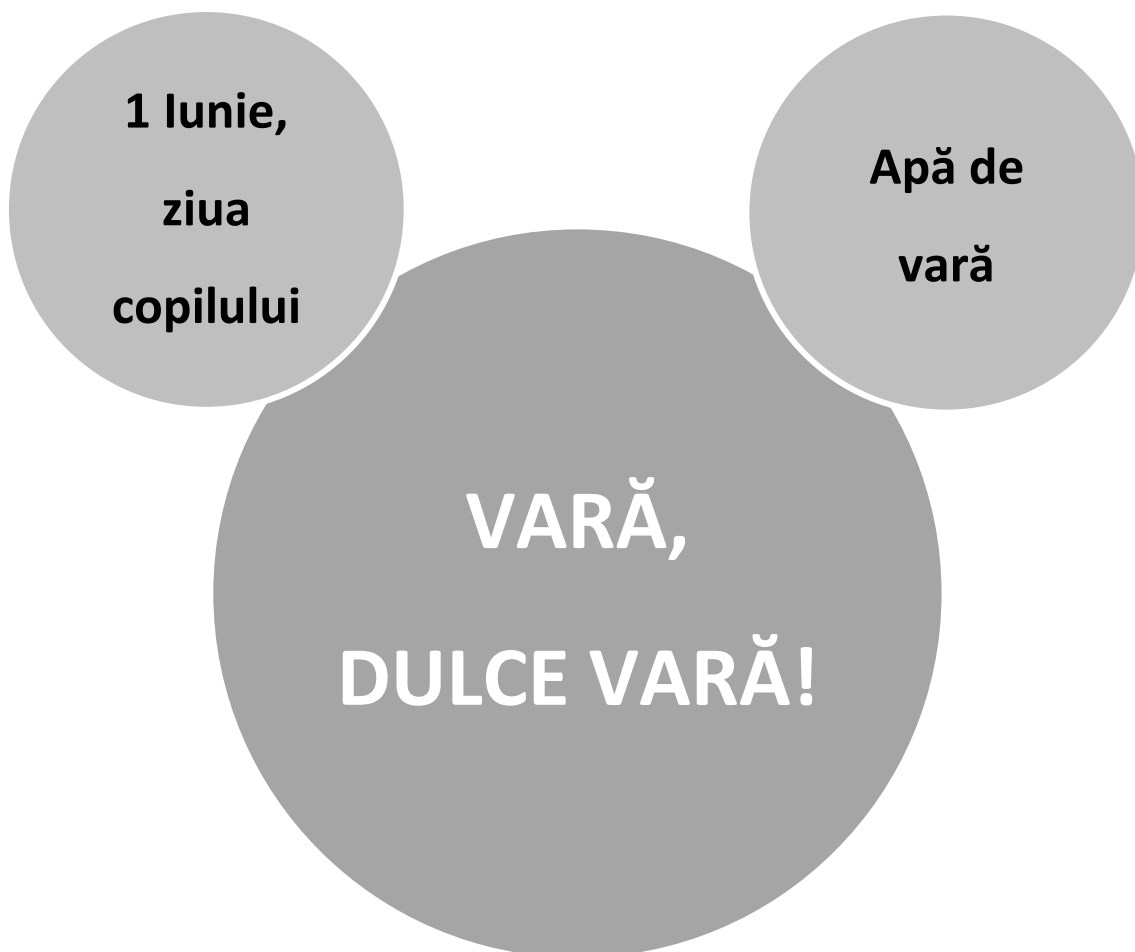 1 Iunie,
ziua
copilului
Apă de
vară
VARĂ,
DULCE VARĂ!